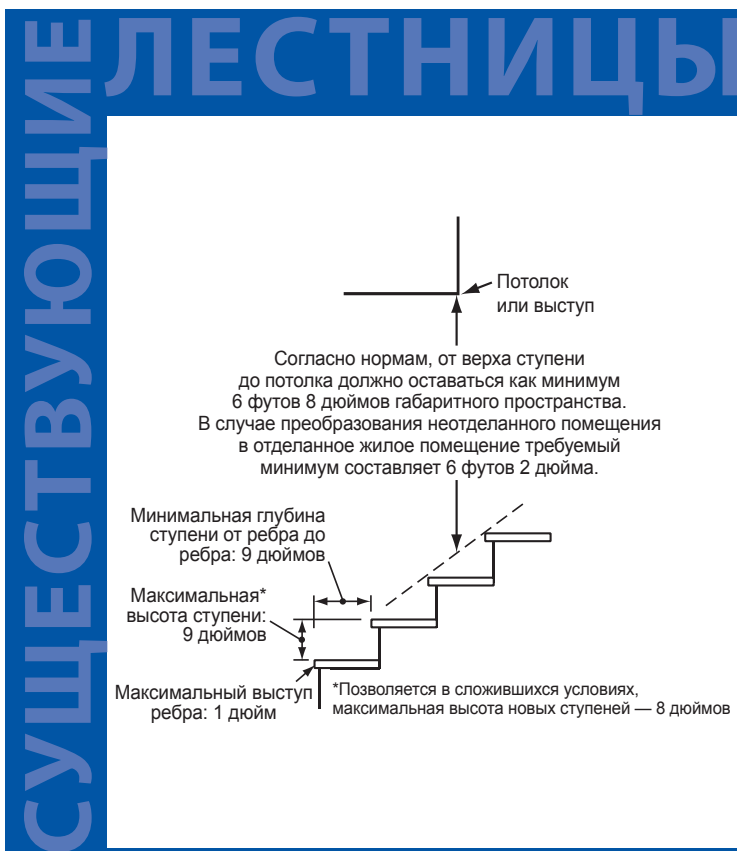 СУЩЕСТВУЮЩИЕ
ЛЕСТНИЦЫ
Потолок
или выступ
Согласно нормам, от верха ступени
до потолка должно оставаться как минимум
6 футов 8 дюймов габаритного пространства.
В случае преобразования неотделанного помещения
в отделанное жилое помещение требуемый
минимум составляет 6 футов 2 дюйма.
Минимальная глубина
ступени от ребра до
ребра: 9 дюймов
Максимальная*
высота ступени:
9 дюймов
Максимальный выступ
ребра: 1 дюйм
*Позволяется в сложившихся условиях,
максимальная высота новых ступеней — 8 дюймов